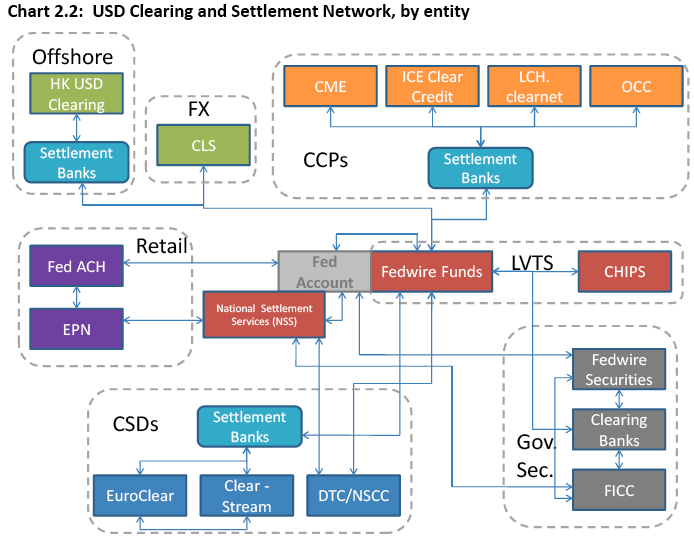 Chart 2.2:  USD Clearing and Settlement Network, by entity
Offshore
HK USD
Clearing
Settlement
Banks
FX
CLS
CME
ICE Clear
Credit
LCH.
clearnet
OCC
CCPs
Settlement
Banks
Retail
Fed ACH
EPN
Fed
Account
Fedwire Funds
LVTS
CHIPS
National Settlement
Services (NSS)
Fedwire
Securities
Clearing
Banks
Gov.
Sec.
FICC
CSDs
Settlement
Banks
EuroClear
Clear -
Stream
DTC/NSCC